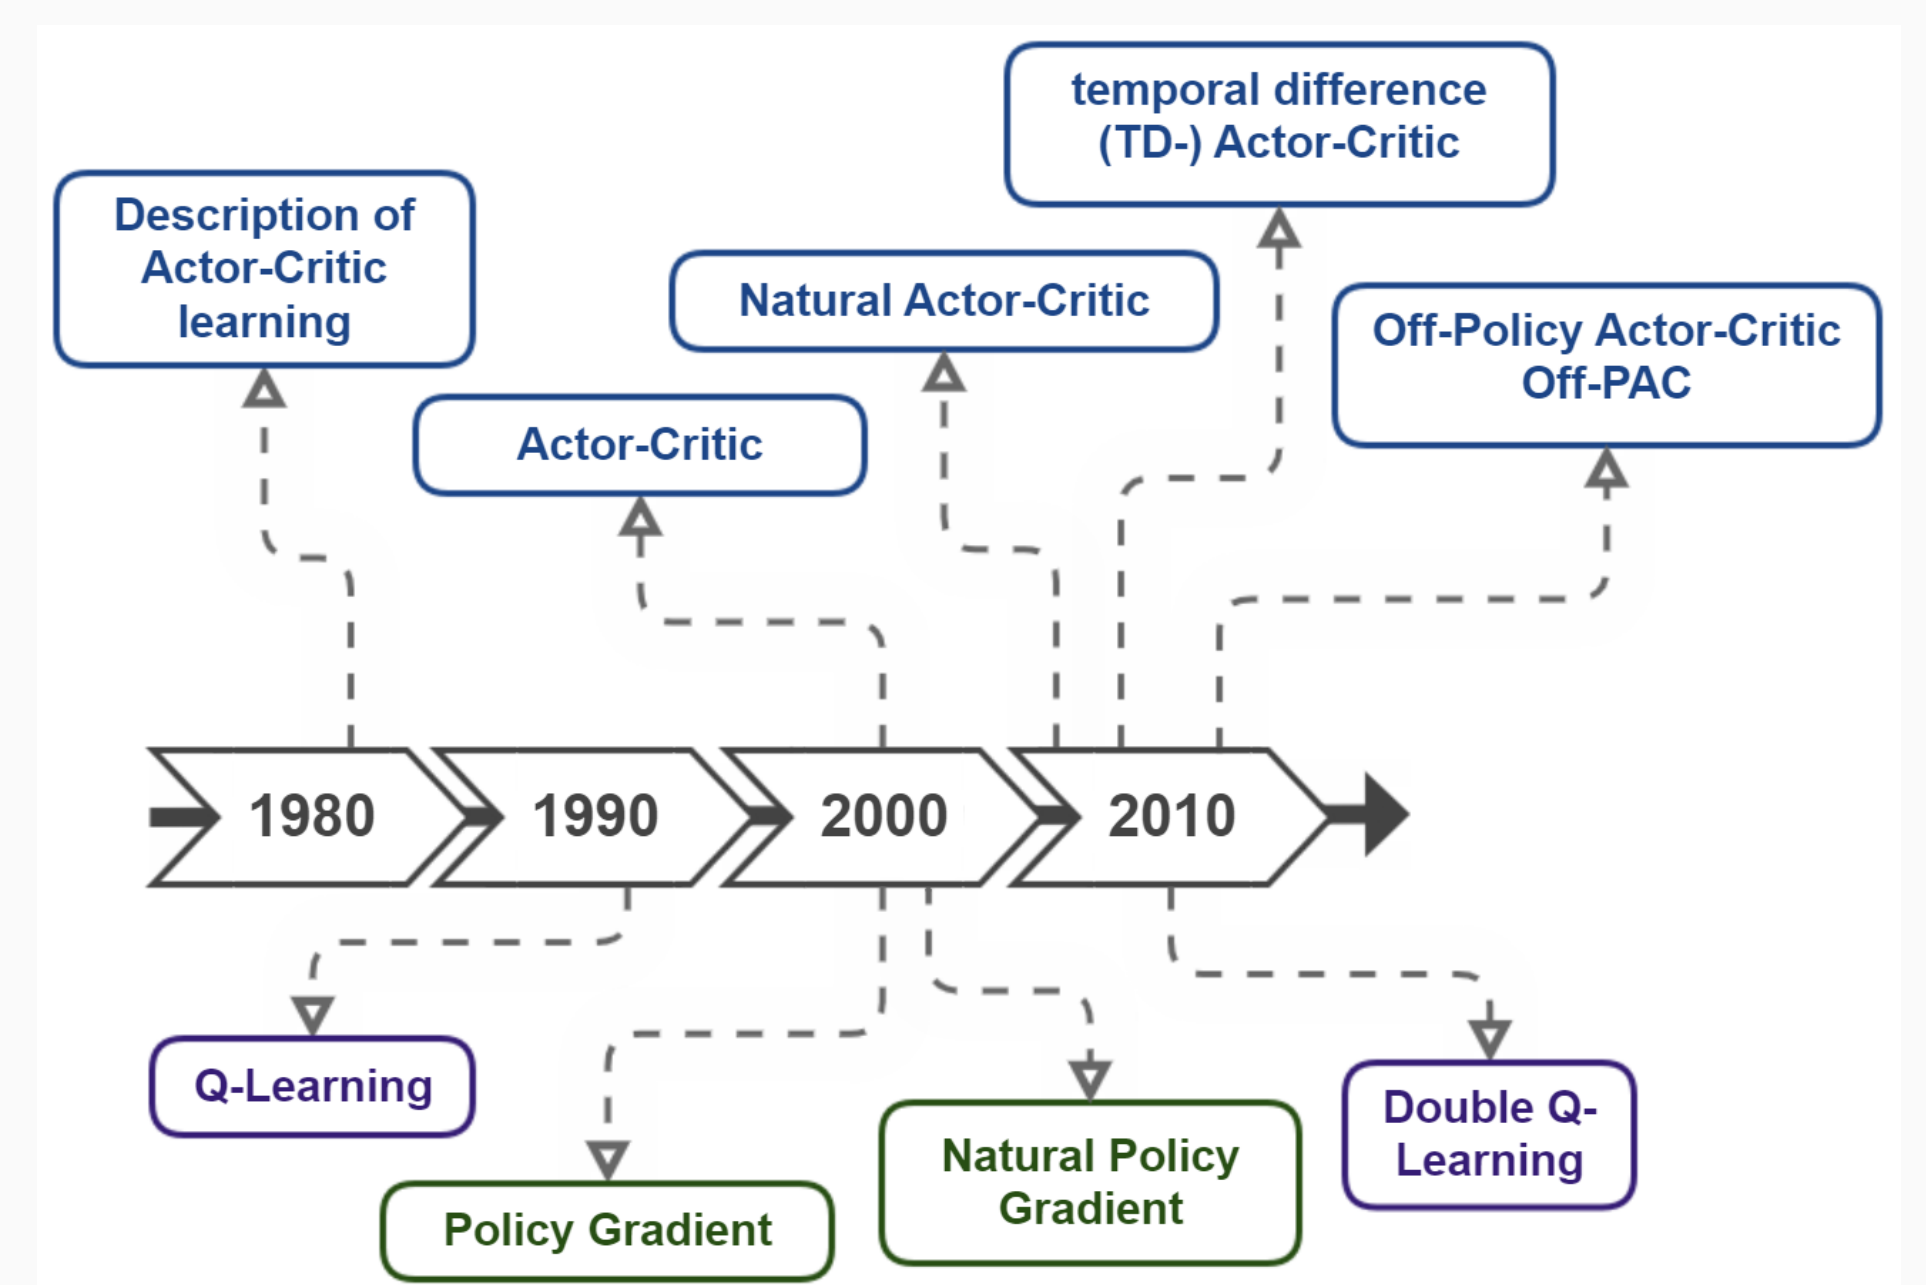 temporal difference
(TD-) Actor-Critic
Description of
Actor-Critic
learning
Natural Actor-Critic
Off-Policy Actor-Critic
Off-PAC
Actor-Critic
1980
1990
2000
2010
Q-Learning
Policy Gradient
Natural Policy
Gradient
Double Q-
Learning